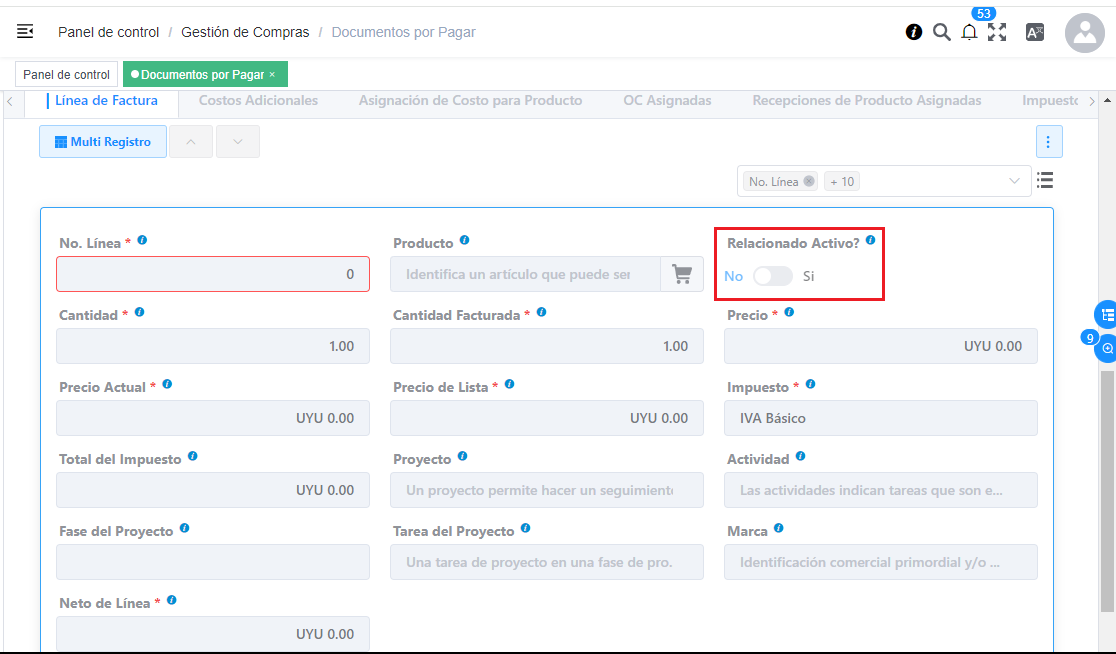 53
Panel de control / Gestión de Compras / Documentos por Pagar
Panel de control
Documentos por Pagar ×
Línea de Factura
Costos Adicionales
Asignación de Costo para Producto
OC Asignadas
Recepciones de Producto Asignadas
Impuesto
Multi Registro
No. Línea
+ 10
No. Línea *
Producto
Relacionado Activo?
0
Identifica un artículo que puede ser
No
Si
Cantidad *
Cantidad Facturada *
Precio *
1.00
1.00
UYU 0.00
9
Precio Actual *
Precio de Lista *
Impuesto *
UYU 0.00
UYU 0.00
IVA Básico
Total del Impuesto
Proyecto
Actividad
UYU 0.00
Un proyecto permite hacer un seguimient
Las actividades indican tareas que son e...
Fase del Proyecto
Tarea del Proyecto
Marca
Una tarea de proyecto en una fase de pro.
Identificación comercial primordial y/o ...
Neto de Línea *
UYU 0.00